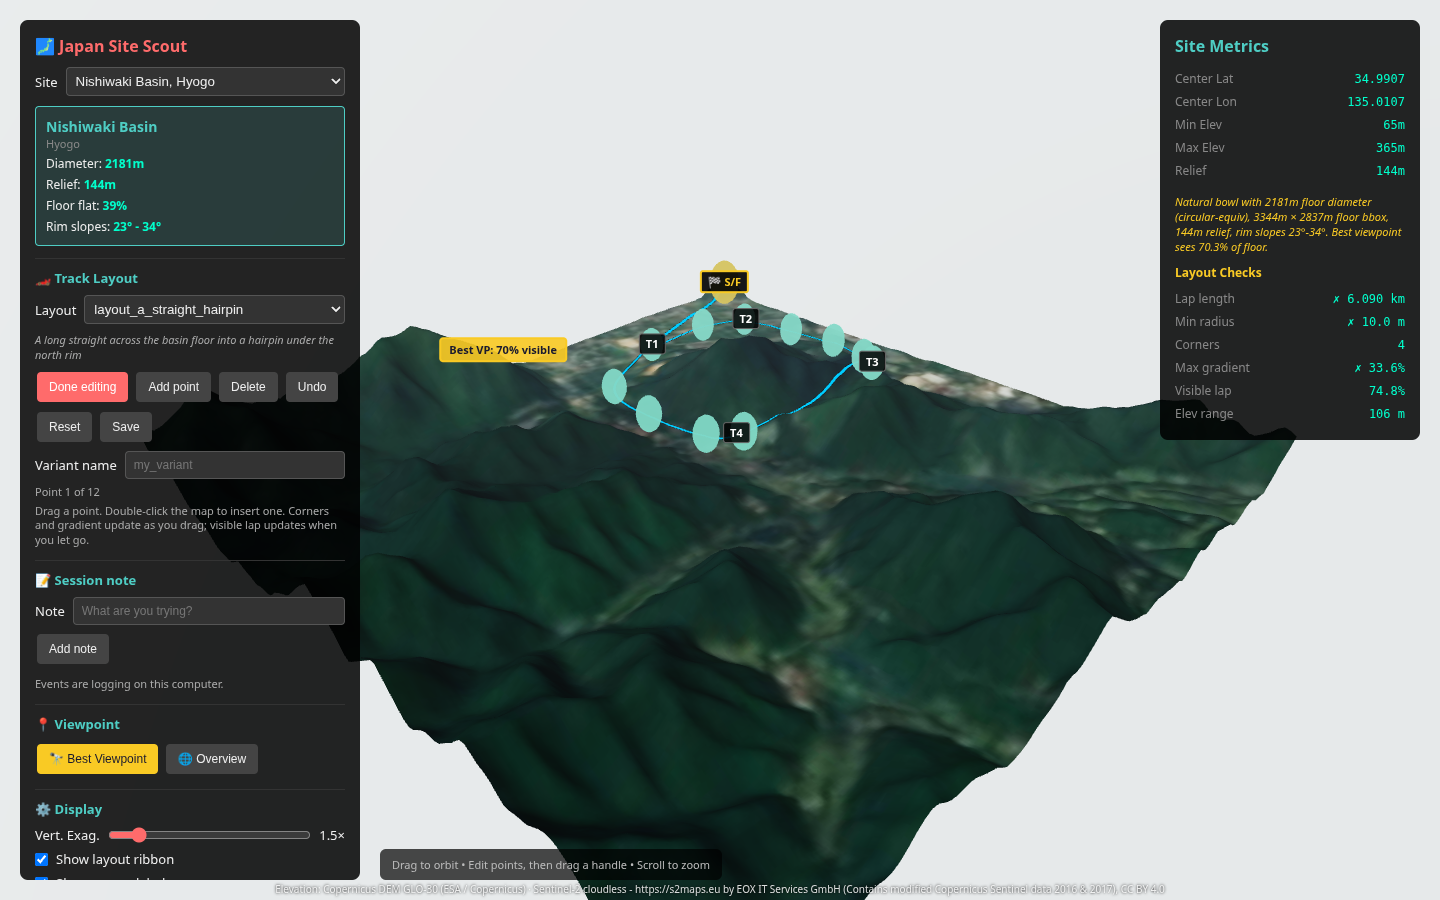 Japan Site Scout
Site Nishiwaki Basin, Hyogo
Nishiwaki Basin
Hyogo
Diameter: 2181m
Relief: 144m
Floor flat: 39%
Rim slopes: 23° - 34°
Track Layout
Layout layout_a_straight_hairpin
A long straight across the basin floor into a hairpin under the
north rim
Done editing Add point Delete Undo
Reset Save
Variant name my_variant
Point 1 of 12
Drag a point. Double-click the map to insert one. Corners
and gradient update as you drag; visible lap updates when
you let go.
Session note
Note What are you trying?
Add note
Events are logging on this computer.
Viewpoint
Best Viewpoint Overview
Display
Vert. Exag. 1.5×
Show layout ribbon
S/F
T2
T1
Best VP: 70% visible
T3
T4
Site Metrics
Center Lat 34.9907
Center Lon 135.0107
Min Elev 65m
Max Elev 365m
Relief 144m
Natural bowl with 2181m floor diameter
(circular-equiv), 3344m × 2837m floor bbox,
144m relief, rim slopes 23°-34°. Best viewpoint
sees 70.3% of floor.
Layout Checks
Lap length ✗ 6.090 km
Min radius ✗ 10.0 m
Corners 4
Max gradient ✗ 33.6%
Visible lap 74.8%
Elev range 106 m
Drag to orbit • Edit points, then drag a handle • Scroll to zoom
Elevation: Copernicus DEM GLO-30 (ESA / Copernicus) · Sentinel-2 cloudless - https://s2maps.eu by EOX IT Services GmbH (Contains modified Copernicus Sentinel data 2016 & 2017), CC BY 4.0